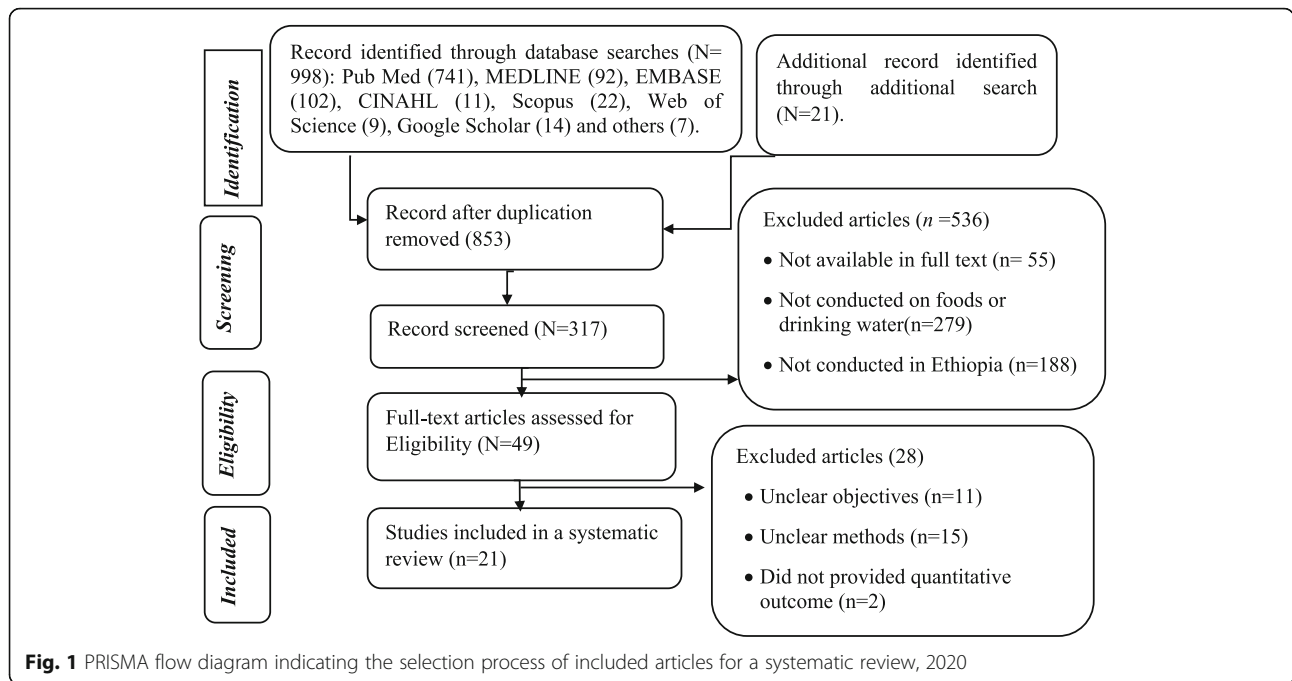 Record identified through database searches (N=
998): Pub Med (741), MEDLINE (92), EMBASE
(102), CINAHL (11), Scopus (22), Web of
Science (9), Google Scholar (14) and others (7).
Additional record identified
through additional search
(N=21).
Identification
Record after duplication
removed (853)
Excluded articles (n =536)
• Not available in full text (n= 55)
• Not conducted on foods or
drinking water(n=279)
• Not conducted in Ethiopia (n=188)
Screening
Record screened (N=317)
Eligibility
Full-text articles assessed for
Eligibility (N=49)
Excluded articles (28)
• Unclear objectives (n=11)
• Unclear methods (n=15)
• Did not provided quantitative
outcome (n=2)
Included
Studies included in a systematic
review (n=21)
Fig. 1 PRISMA flow diagram indicating the selection process of included articles for a systematic review, 2020